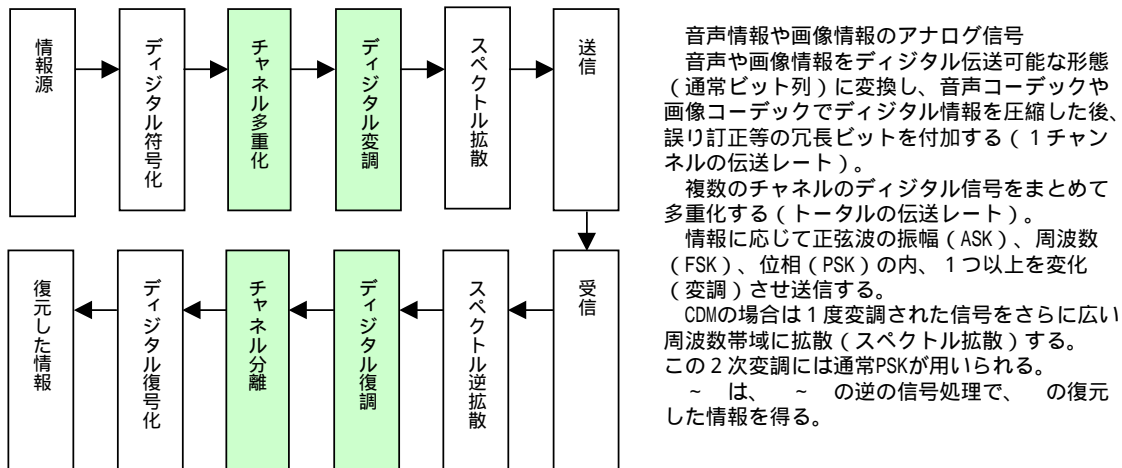 情報源
ディジタル符号化
チャネル多重化
ディジタル変調
スペクトル拡散
送信
復元した情報
ディジタル復号化
チャネル分離
ディジタル復調
スペクトル逆拡散
受信
音声情報や画像情報のアナログ信号
音声や画像情報をディジタル伝送可能な形態
(通常ビット列)に変換し、音声コーデックや
画像コーデックでディジタル情報を圧縮した後、
誤り訂正等の冗長ビットを付加する(1チャン
ネルの伝送レート)。
複数のチャネルのディジタル信号をまとめて
多重化する(トータルの伝送レート)。
情報に応じて正弦波の振幅(ASK)、周波数
(FSK)、位相(PSK)の内、1つ以上を変化
(変調)させ送信する。
CDMの場合は1度変調された信号をさらに広い
周波数帯域に拡散(スペクトル拡散)する。
この2次変調には通常PSKが用いられる。
~ は、 ~ の逆の信号処理で、 の復元
した情報を得る。